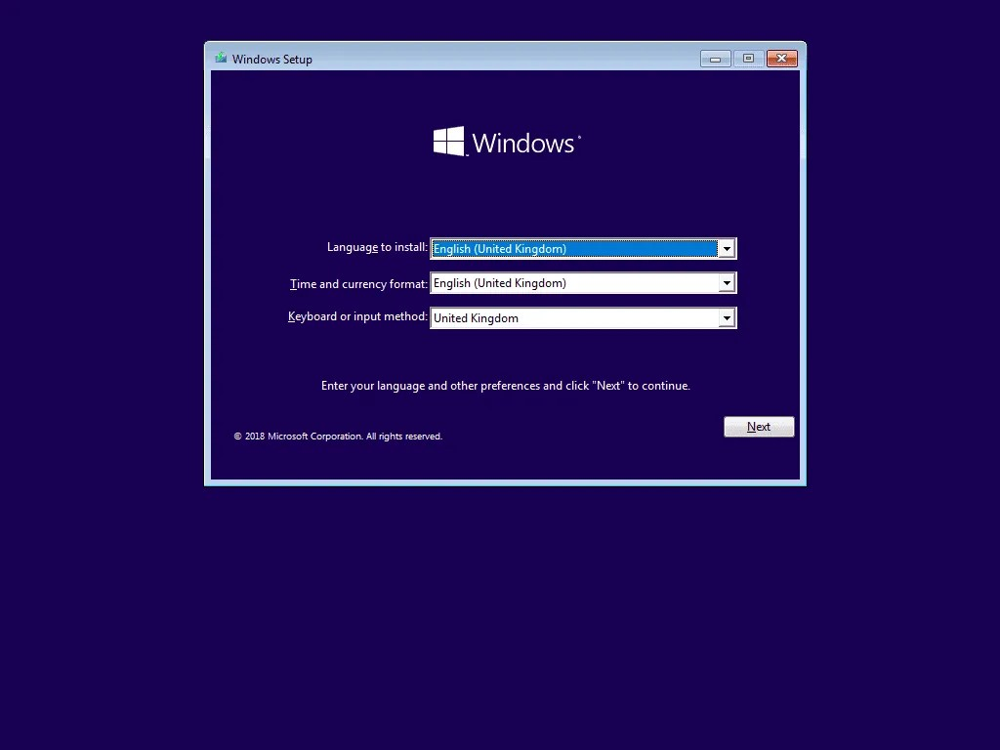 Windows Setup
Windows
Language to install: English (United Kingdom)
Time and currency format: English (United Kingdom)
Keyboard or input method: United Kingdom
Enter your language and other preferences and click "Next" to continue.
Next
© 2018 Microsoft Corporation. All rights reserved.